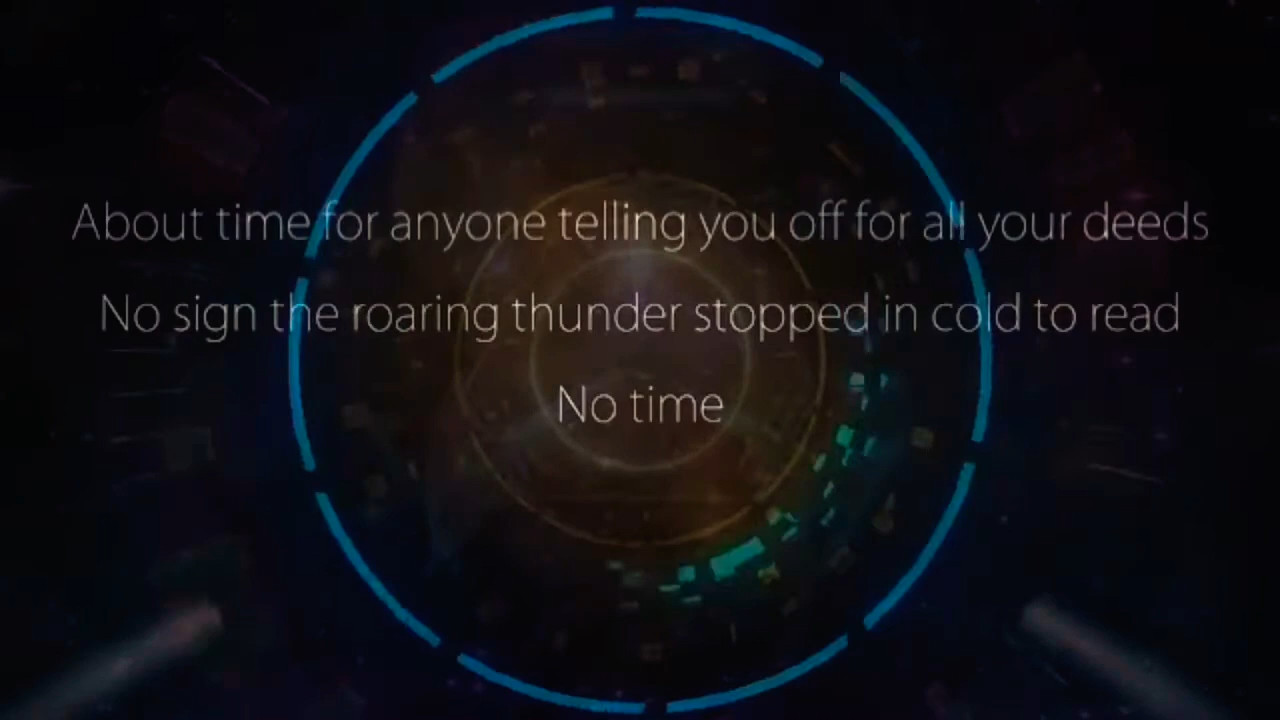 About time for anyone telling you off for all your deeds
No sign the roaring thunder stopped in cold to read
No time